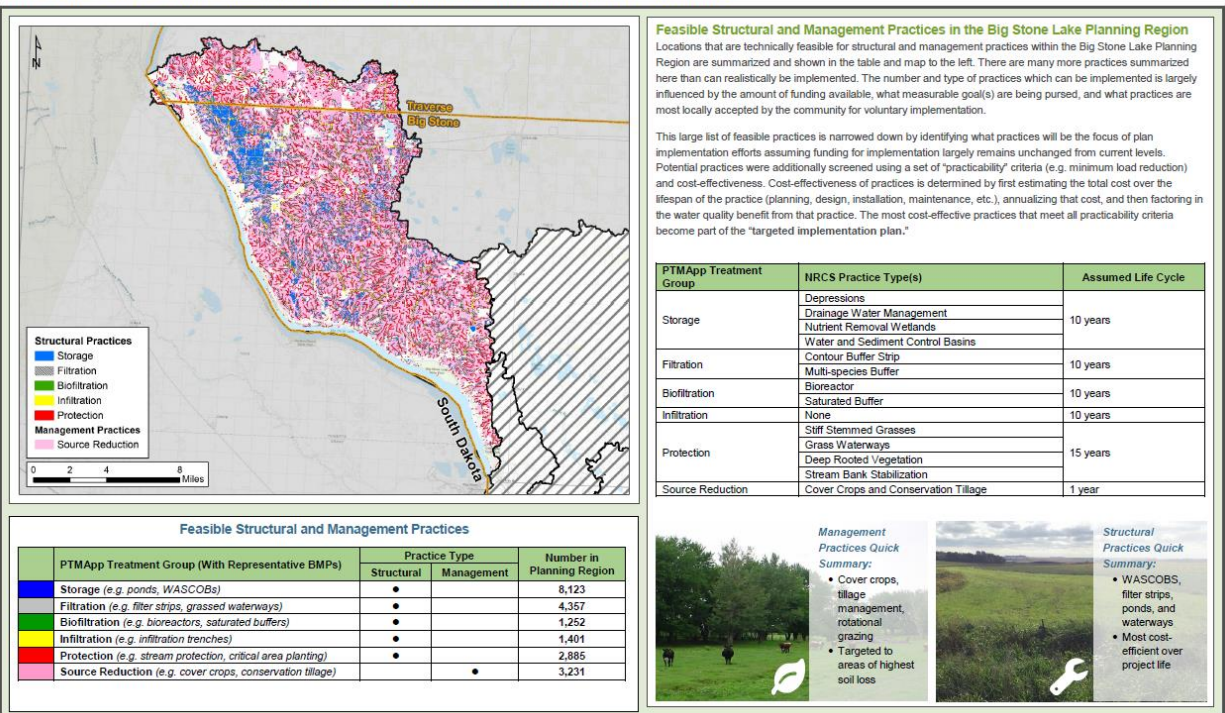 N
Traverse
Big Stone
South Dakota
Structural Practices
Storage
Filtration
Biofiltration
Infiltration
Protection
Management Practices
Source Reduction
0 2 4 8
Miles
Feasible Structural and Management Practices
PTMApp Treatment Group (With Representative BMPs) Practice Type Number in Planning Region
Structural Management
Storage (e.g. ponds, WASCOBs) ● 8,123
Filtration (e.g. filter strips, grassed waterways) ● 4,357
Biofiltration (e.g. bioreactors, saturated buffers) ● 1,252
Infiltration (e.g. infiltration trenches) ● 1,401
Protection (e.g. stream protection, critical area planting) ● 2,885
Source Reduction (e.g. cover crops, conservation tillage) ● 3,231
Feasible Structural and Management Practices in the Big Stone Lake Planning Region
Locations that are technically feasible for structural and management practices within the Big Stone Lake Planning
Region are summarized and shown in the table and map to the left. There are many more practices summarized
here than can realistically be implemented. The number and type of practices which can be implemented is largely
influenced by the amount of funding available, what measurable goal(s) are being pursed, and what practices are
most locally accepted by the community for voluntary implementation.
This large list of feasible practices is narrowed down by identifying what practices will be the focus of plan
implementation efforts assuming funding for implementation largely remains unchanged from current levels.
Potential practices were additionally screened using a set of "practicability" criteria (e.g. minimum load reduction)
and cost-effectiveness. Cost-effectiveness of practices is determined by first estimating the total cost over the
lifespan of the practice (planning, design, installation, maintenance, etc.), annualizing that cost, and then factoring in
the water quality benefit from that practice. The most cost-effective practices that meet all practicability criteria
become part of the "targeted implementation plan."
PTMApp Treatment Group NRCS Practice Type(s) Assumed Life Cycle
Storage
Depressions
Drainage Water Management
Nutrient Removal Wetlands
Water and Sediment Control Basins
10 years
Filtration
Contour Buffer Strip
Multi-species Buffer
10 years
Biofiltration
Bioreactor
Saturated Buffer
10 years
Infiltration None 10 years
Protection
Stiff Stemmed Grasses
Grass Waterways
Deep Rooted Vegetation
Stream Bank Stabilization
15 years
Source Reduction Cover Crops and Conservation Tillage 1 year
Management
Practices Quick
Summary:
• Cover crops,
tillage
management,
rotational
grazing
• Targeted to
areas of highest
soil loss
Structural
Practices Quick
Summary:
• WASCOBS,
filter strips,
ponds, and
waterways
• Most cost-
efficient over
project life